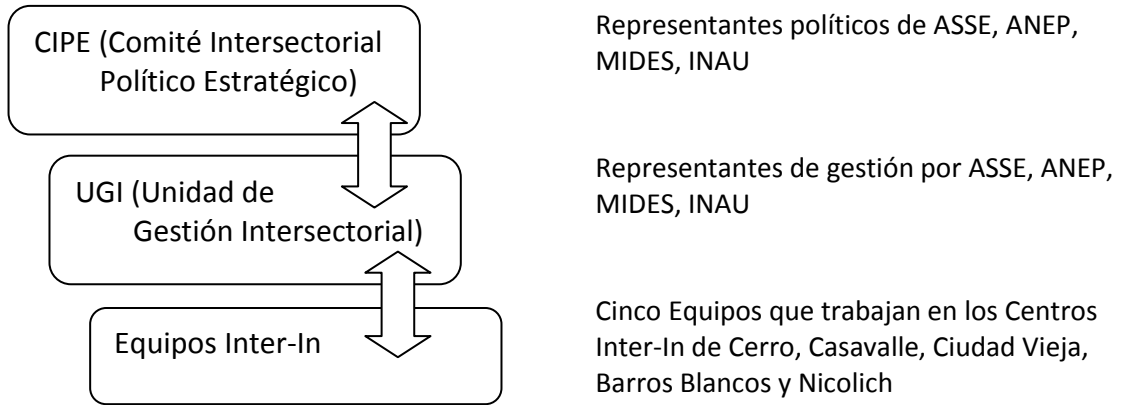 CIPE (Comité Intersectorial
Político Estratégico)
Representantes políticos de ASSE, ANEP,
MIDES, INAU
UGI (Unidad de
Gestión Intersectorial)
Representantes de gestión por ASSE, ANEP,
MIDES, INAU
Equipos Inter-In
Cinco Equipos que trabajan en los Centros
Inter-In de Cerro, Casavalle, Ciudad Vieja,
Barros Blancos y Nicolich